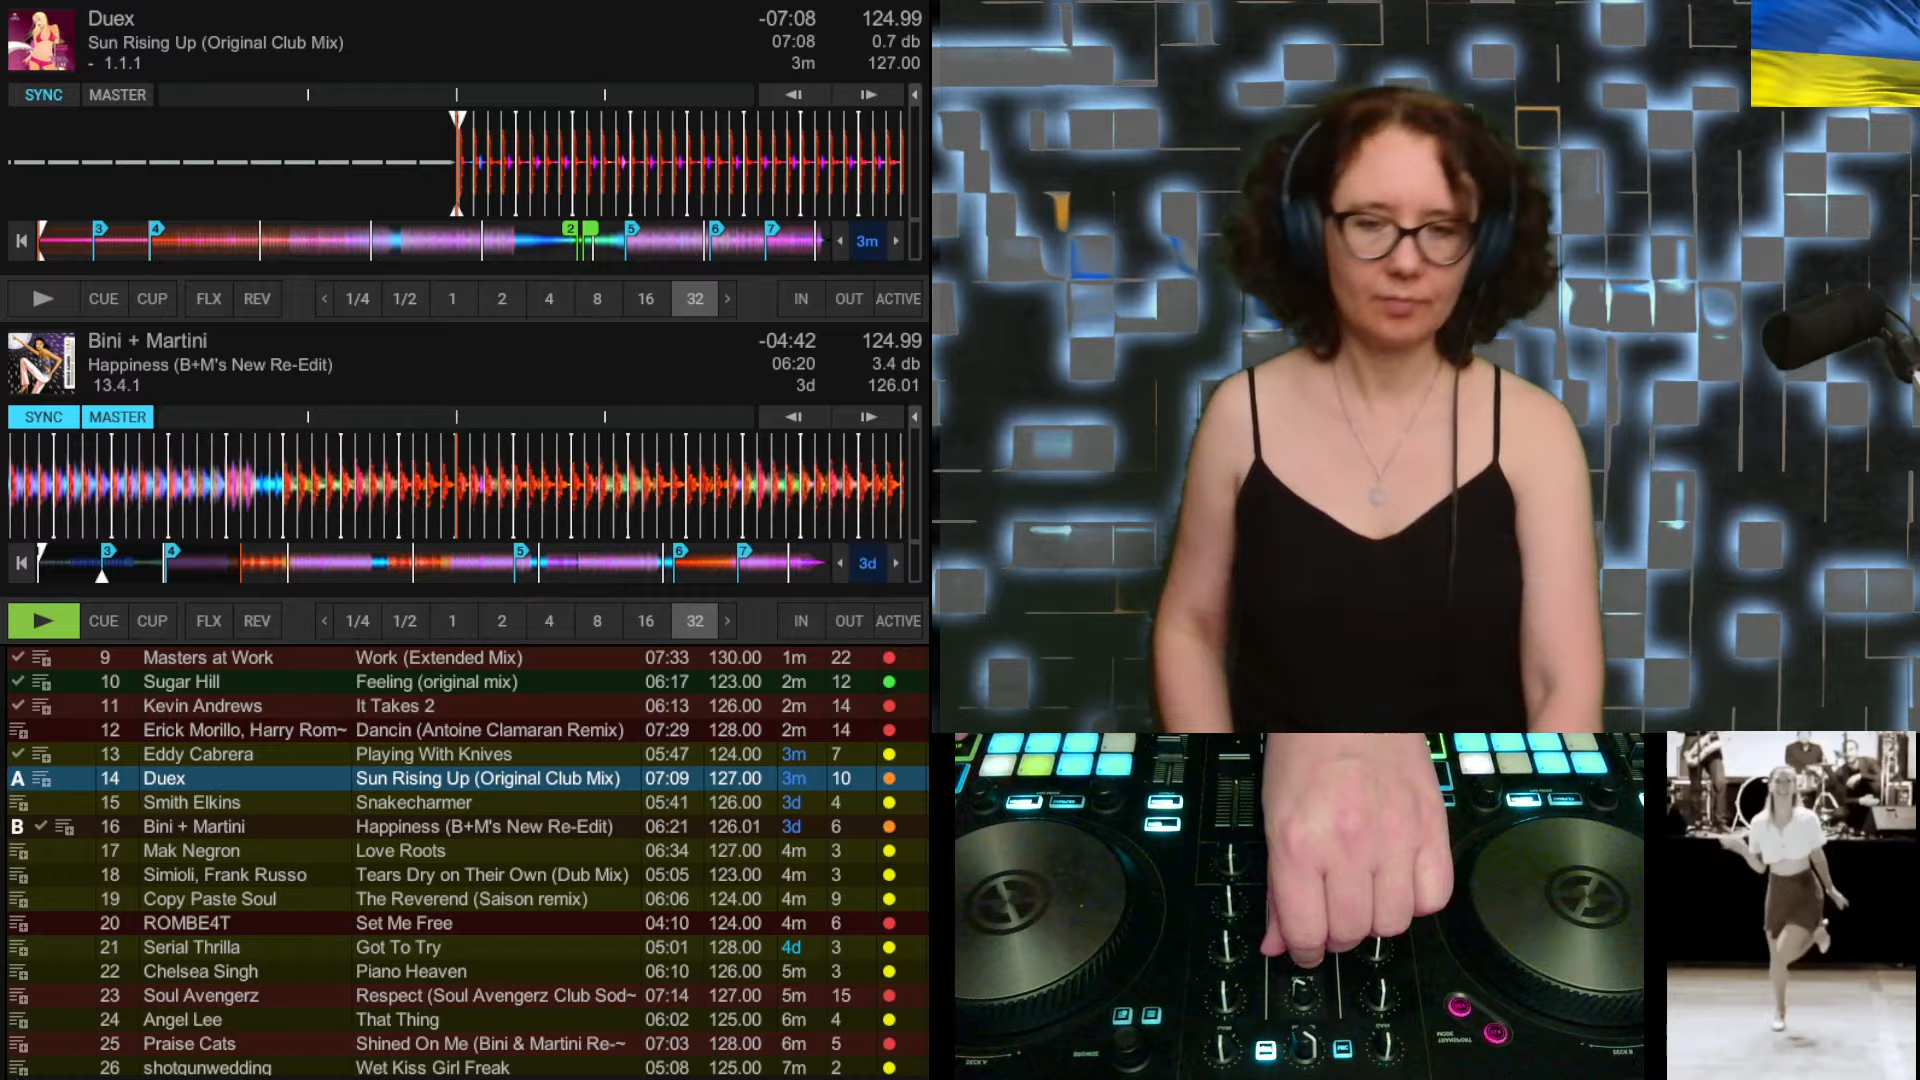 Duex -07:08 124.99
Sun Rising Up (Original Club Mix) 07:08 0.7 db
- 1.1.1 3m 127.00
SYNC MASTER
3 4 2 5 6 7 3m
CUE CUP FLX REV 1/4 1/2 1 2 4 8 16 32 IN OUT ACTIVE
Bini + Martini -04:42 124.99
Happiness (B+M's New Re-Edit) 06:20 3.4 db
13.4.1 3d 126.01
SYNC MASTER
3 4 5 6 7 3d
CUE CUP FLX REV 1/4 1/2 1 2 4 8 16 32 IN OUT ACTIVE
9 Masters at Work Work (Extended Mix) 07:33 130.00 1m 22
10 Sugar Hill Feeling (original mix) 06:17 123.00 2m 12
11 Kevin Andrews It Takes 2 06:13 126.00 2m 14
12 Erick Morillo, Harry Rom~ Dancin (Antoine Clamaran Remix) 07:29 128.00 2m 14
13 Eddy Cabrera Playing With Knives 05:47 124.00 3m 7
A 14 Duex Sun Rising Up (Original Club Mix) 07:09 127.00 3m 10
15 Smith Elkins Snakecharmer 05:41 126.00 3d 4
B 16 Bini + Martini Happiness (B+M's New Re-Edit) 06:21 126.01 3d 6
17 Mak Negron Love Roots 06:34 127.00 4m 3
18 Simioli, Frank Russo Tears Dry on Their Own (Dub Mix) 05:05 123.00 4m 3
19 Copy Paste Soul The Reverend (Saison remix) 06:06 124.00 4m 9
20 ROMBE4T Set Me Free 04:10 124.00 4m 6
21 Serial Thrilla Got To Try 05:01 128.00 4d 3
22 Chelsea Singh Piano Heaven 06:10 126.00 5m 3
23 Soul Avengerz Respect (Soul Avengerz Club Sod~ 07:14 127.00 5m 15
24 Angel Lee That Thing 06:02 125.00 6m 4
25 Praise Cats Shined On Me (Bini & Martini Re-~ 07:03 128.00 6m 5
26 shotgunwedding Wet Kiss Girl Freak 05:08 125.00 7m 2